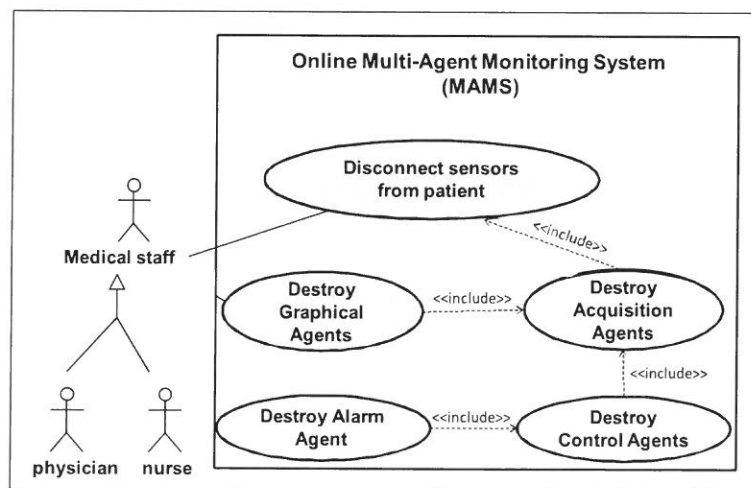 Online Multi-Agent Monitoring System
(MAMS)
Disconnect sensors
from patient
<<include>>
Medical staff
Destroy
Graphical
Agents
<<include>>
Destroy
Acquisition
Agents
<<include>>
Destroy Alarm
Agent
<<include>>
Destroy
Control Agents
physician
nurse